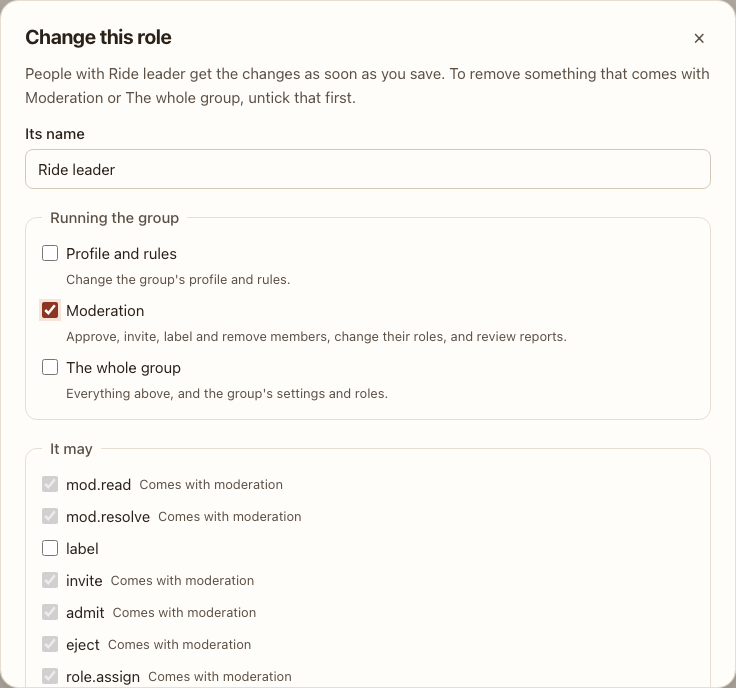 Change this role
×
People with Ride leader get the changes as soon as you save. To remove something that comes with
Moderation or The whole group, untick that first.
Its name
Ride leader
Running the group
Profile and rules
Change the group's profile and rules.
Moderation
Approve, invite, label and remove members, change their roles, and review reports.
The whole group
Everything above, and the group's settings and roles.
It may
mod.read Comes with moderation
mod.resolve Comes with moderation
label
invite Comes with moderation
admit Comes with moderation
eject Comes with moderation
role.assign Comes with moderation